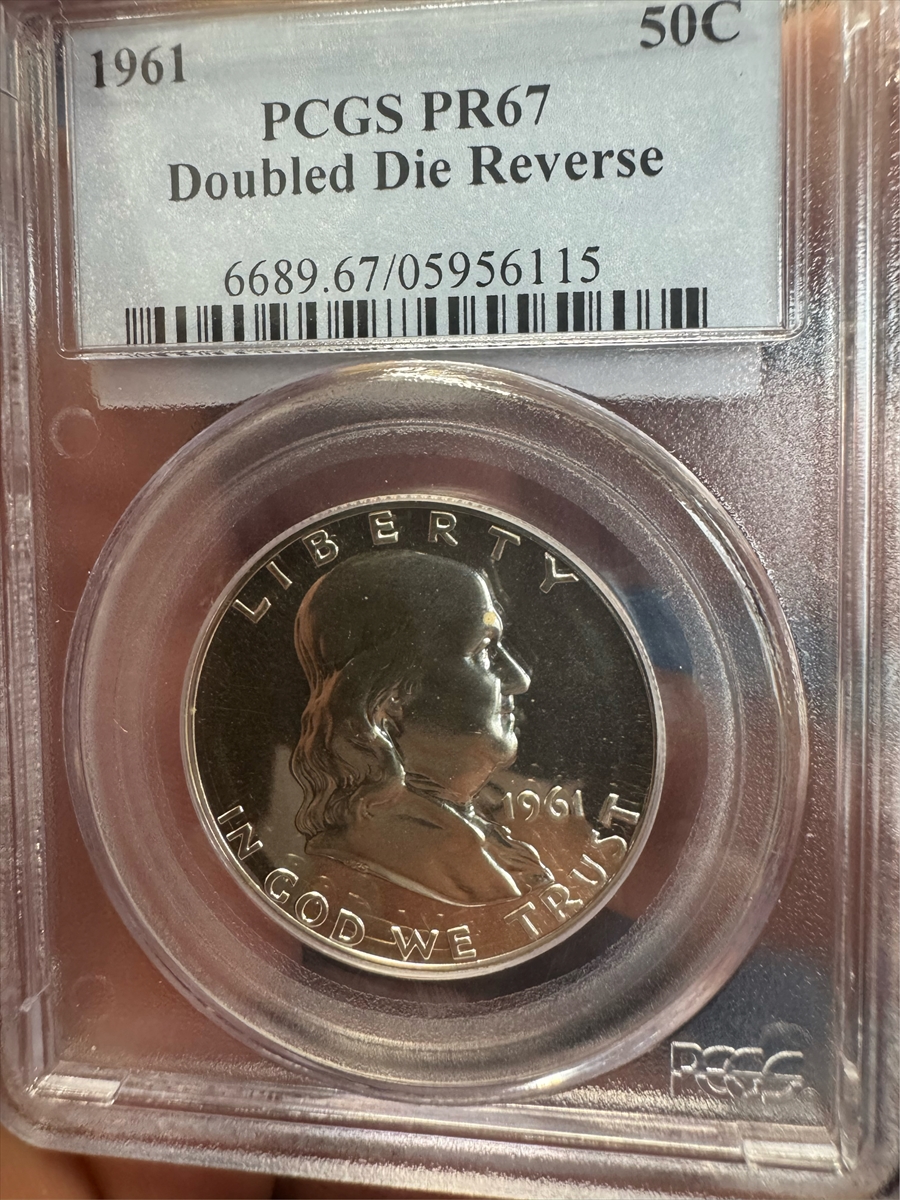 1961 50C
PCGS PR67
Doubled Die Reverse
6689.67/05956115
LIBERTY
1961
IN GOD WE TRUST
PCGS